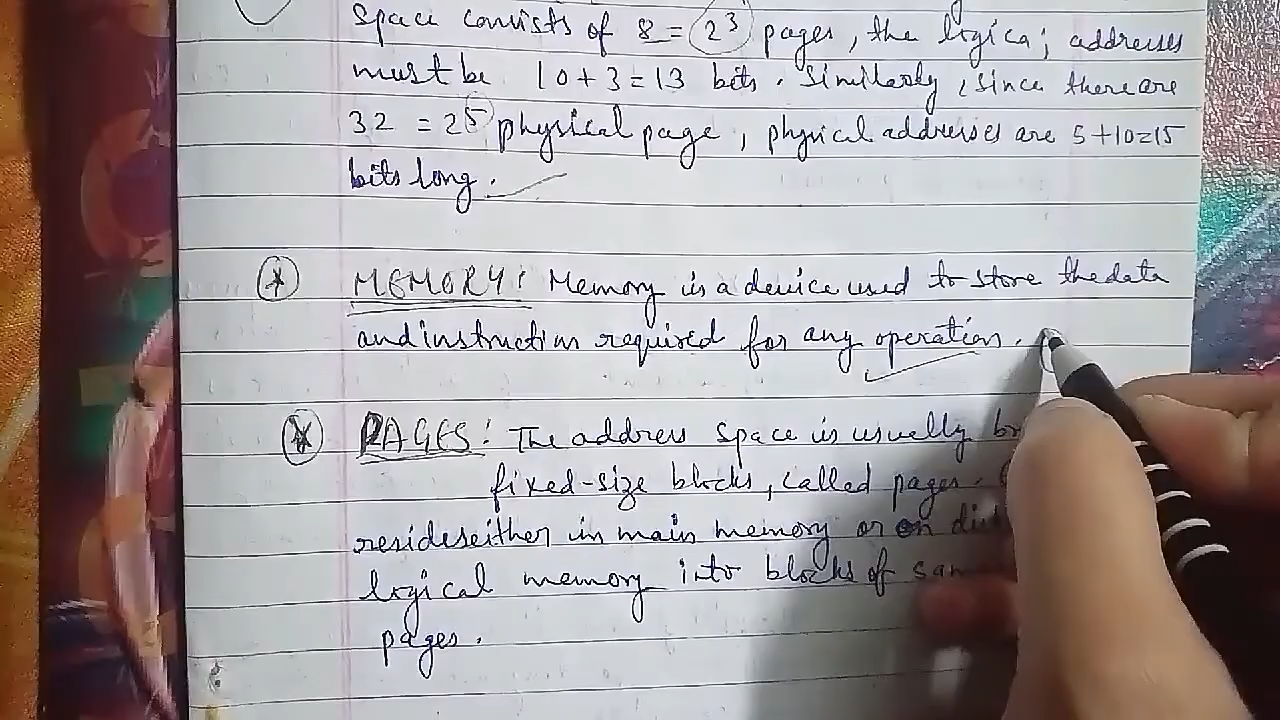 space consists of 8 = 2³ pages, the logica; addresses
must be 10+3=13 bits. Similarly, since there are
32 = 2⁵ physical page, physical addresses are 5+10=15
bits long.
MEMORY: Memory is a device used to store the data
and instruction required for any operation.
PAGES: The address space is usually
fixed-size blocks, called pages.
resides either in main memory or on
logical memory into blocks of
pages.